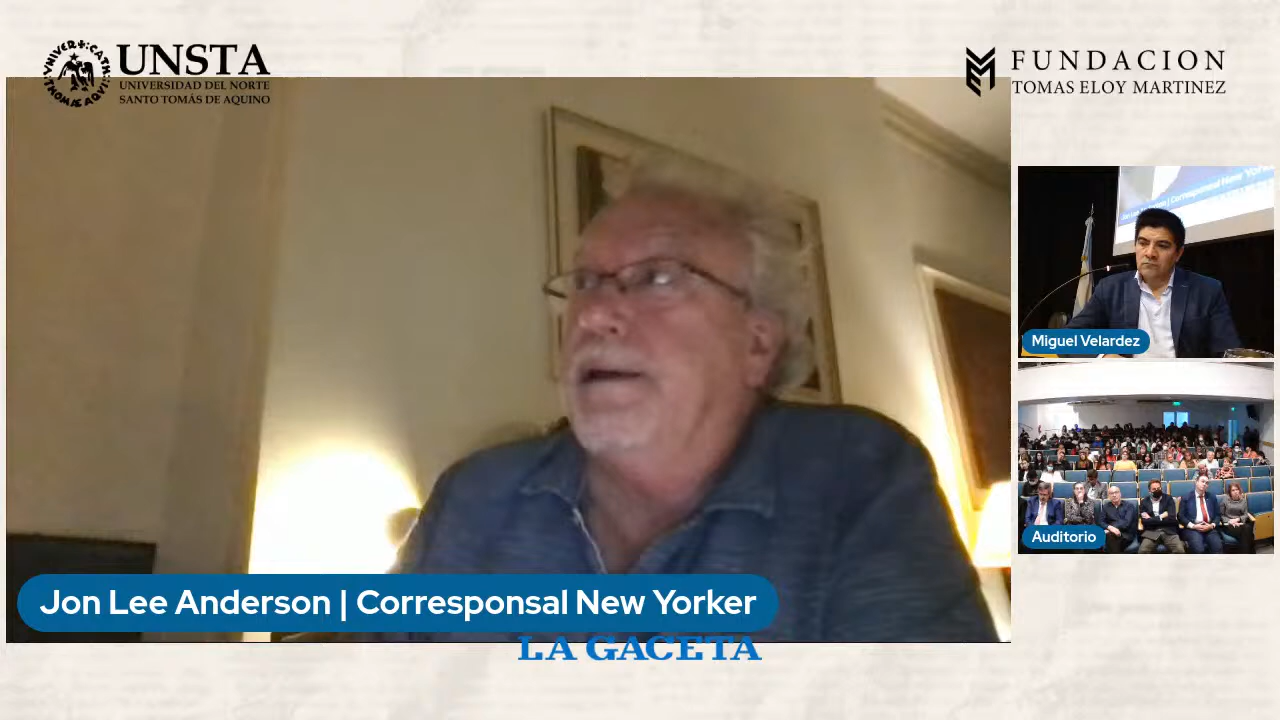 UNSTA
UNIVERSIDAD DEL NORTE
SANTO TOMÁS DE AQUINO
FUNDACION
TOMAS ELOY MARTINEZ
Miguel Velardez
Auditorio
Jon Lee Anderson | Corresponsal New Yorker
LA GACETA